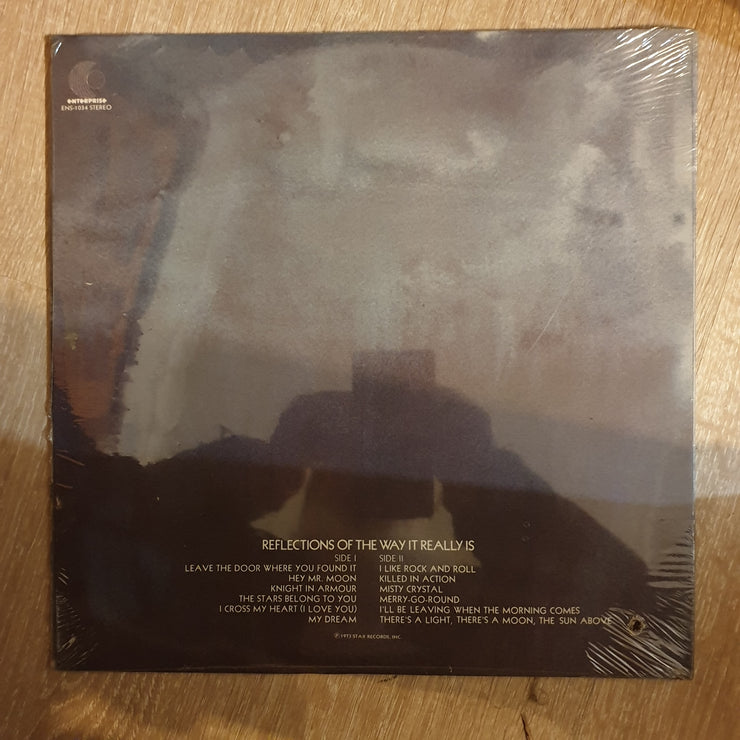 ENTERPRISE
ENS-1034 STEREO
REFLECTIONS OF THE WAY IT REALLY IS
SIDE I
LEAVE THE DOOR WHERE YOU FOUND IT
HEY MR. MOON
KNIGHT IN ARMOUR
THE STARS BELONG TO YOU
I CROSS MY HEART (I LOVE YOU)
MY DREAM
SIDE II
I LIKE ROCK AND ROLL
KILLED IN ACTION
MISTY CRYSTAL
MERRY-GO-ROUND
I'LL BE LEAVING WHEN THE MORNING COMES
THERE'S A LIGHT, THERE'S A MOON, THE SUN ABOVE
℗ 1973 STAX RECORDS, INC.